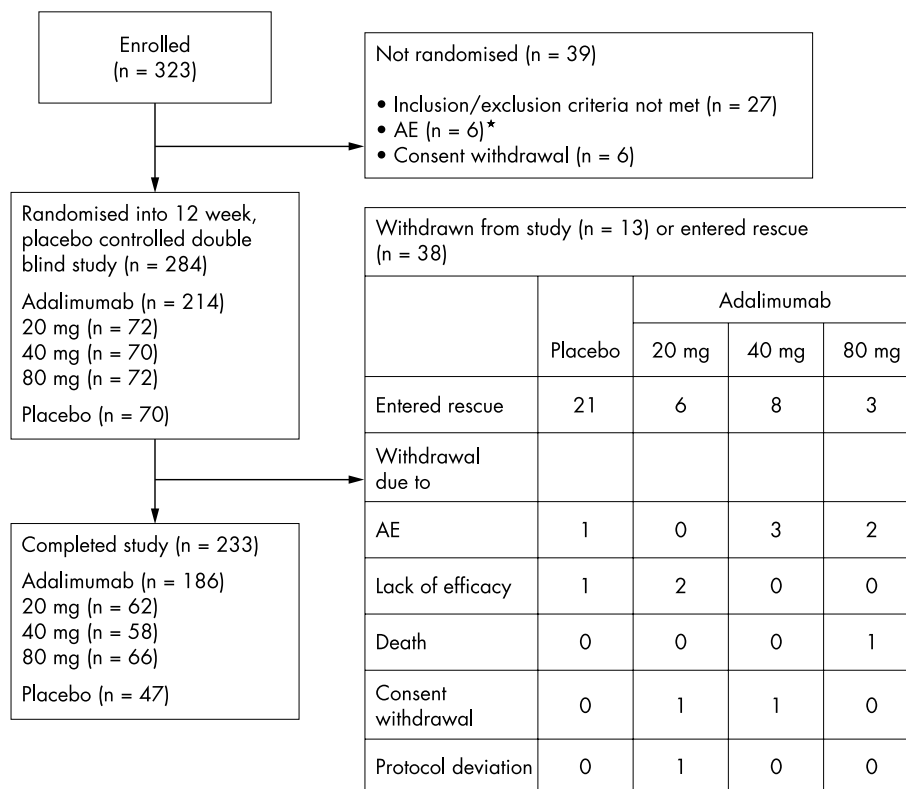 Enrolled
(n = 323)
Not randomised (n = 39)
• Inclusion/exclusion criteria not met (n = 27)
• AE (n = 6)*
• Consent withdrawal (n = 6)
Randomised into 12 week,
placebo controlled double
blind study (n = 284)
Adalimumab (n = 214)
20 mg (n = 72)
40 mg (n = 70)
80 mg (n = 72)
Placebo (n = 70)
Withdrawn from study (n = 13) or entered rescue
(n = 38)
Adalimumab
Placebo 20 mg 40 mg 80 mg
Entered rescue 21 6 8 3
Withdrawal
due to
AE 1 0 3 2
Lack of efficacy 1 2 0 0
Death 0 0 0 1
Consent
withdrawal 0 1 1 0
Protocol deviation 0 1 0 0
Completed study (n = 233)
Adalimumab (n = 186)
20 mg (n = 62)
40 mg (n = 58)
80 mg (n = 66)
Placebo (n = 47)